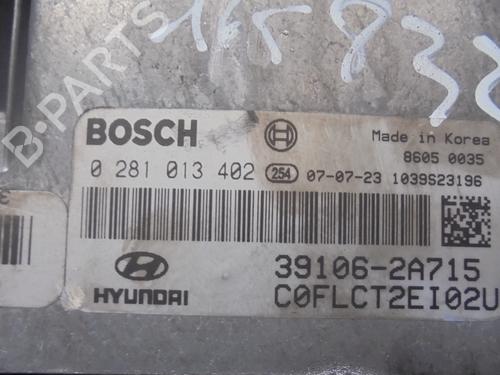 165832
BOSCH
Made in Korea
8605 0035
0 281 013 402 254 07-07-23 1039S23196
39106-2A715
HYUNDAI C0FLCT2EI02U